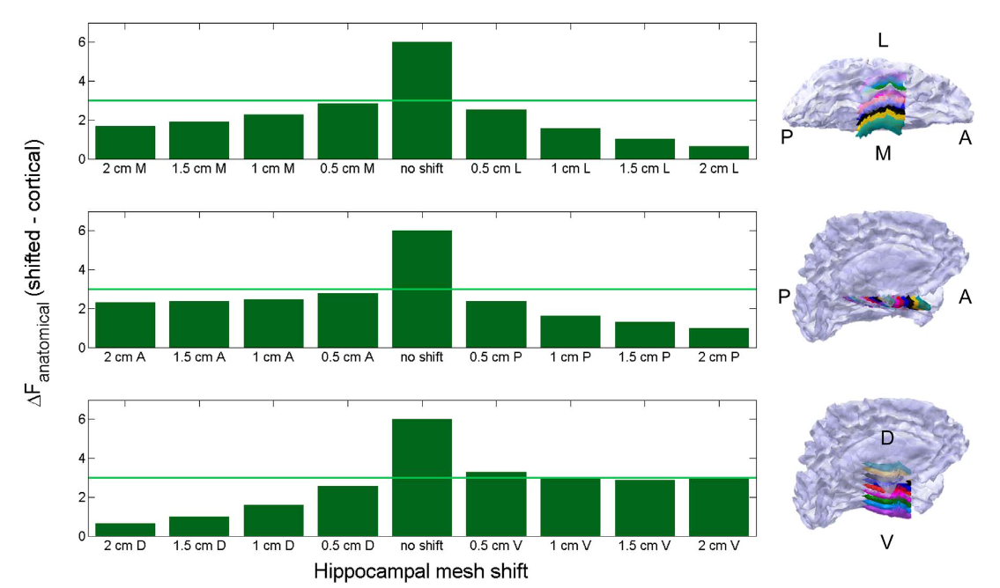 ΔFanatomical (shifted - cortical)
6
4
2
0
2 cm M 1.5 cm M 1 cm M 0.5 cm M no shift 0.5 cm L 1 cm L 1.5 cm L 2 cm L
L
P A
M
6
4
2
0
2 cm A 1.5 cm A 1 cm A 0.5 cm A no shift 0.5 cm P 1 cm P 1.5 cm P 2 cm P
P A
6
4
2
0
2 cm D 1.5 cm D 1 cm D 0.5 cm D no shift 0.5 cm V 1 cm V 1.5 cm V 2 cm V
D
V
Hippocampal mesh shift